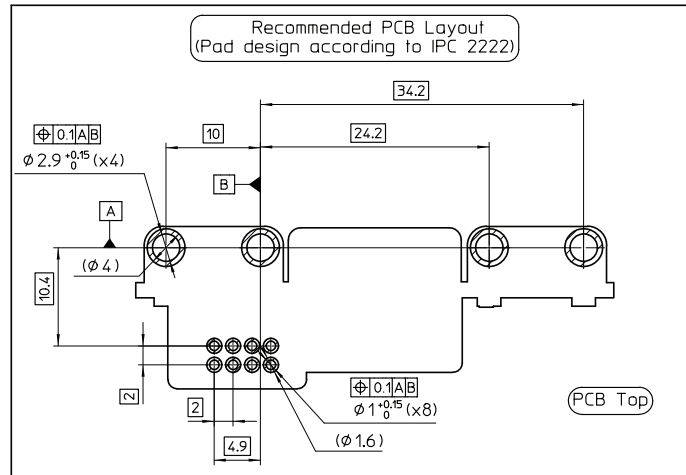 Recommended PCB Layout
(Pad design according to IPC 2222)
34.2
⌖ 0.1 A B
10
24.2
Ø 2.9 +0.15 0 (x4)
B
A
(Ø 4)
10.4
2
2
⌖ 0.1 A B
Ø 1 +0.15 0 (x8)
PCB Top
4.9
(Ø 1.6)